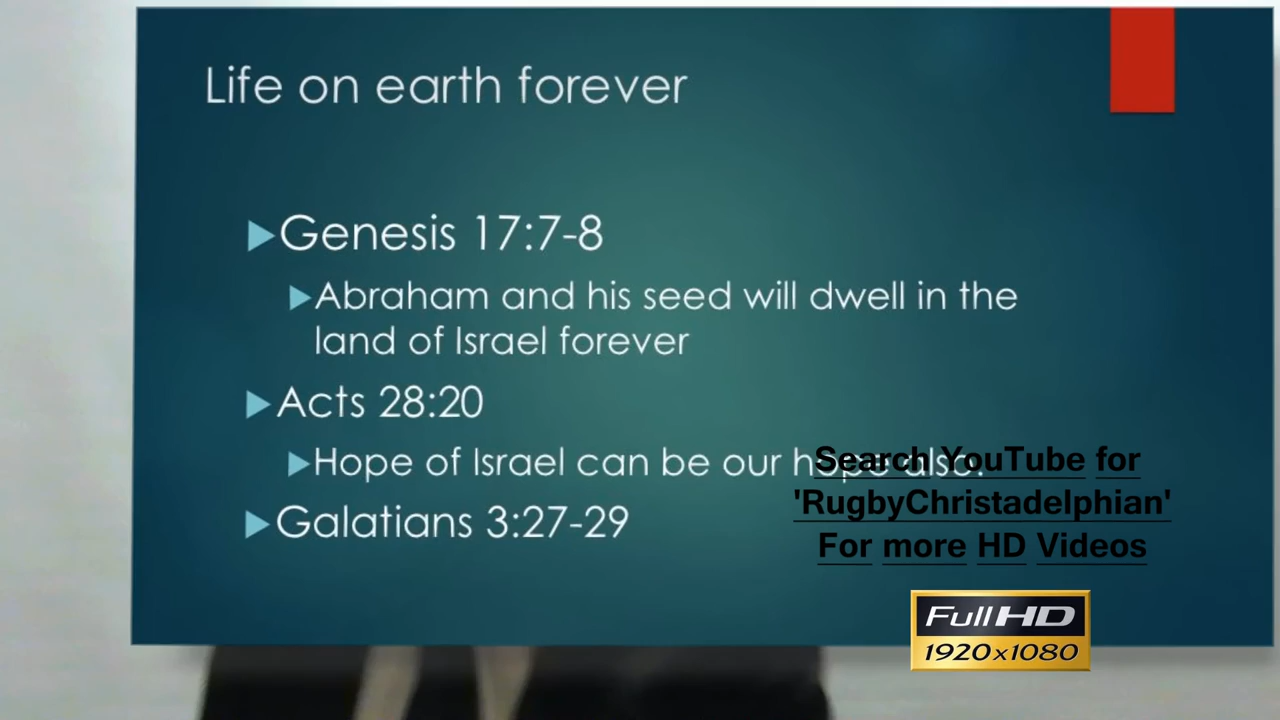 Life on earth forever
Genesis 17:7-8
Abraham and his seed will dwell in the
land of Israel forever
Acts 28:20
Hope of Israel can be our hope also.
Galatians 3:27-29
Search YouTube for
'RugbyChristadelphian'
For more HD Videos
Full HD
1920x1080